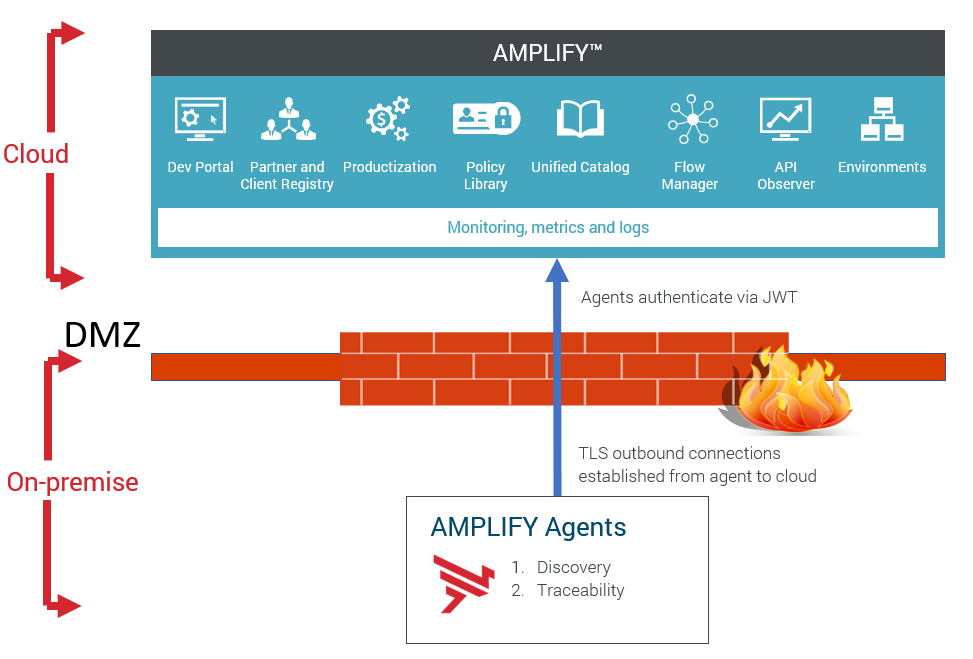 AMPLIFY™
Dev Portal
Partner and
Client Registry
Productization
Policy
Library
Unified Catalog
Flow
Manager
API
Observer
Environments
Monitoring, metrics and logs
Cloud
Agents authenticate via JWT
DMZ
TLS outbound connections
established from agent to cloud
On-premise
AMPLIFY Agents
1. Discovery
2. Traceability